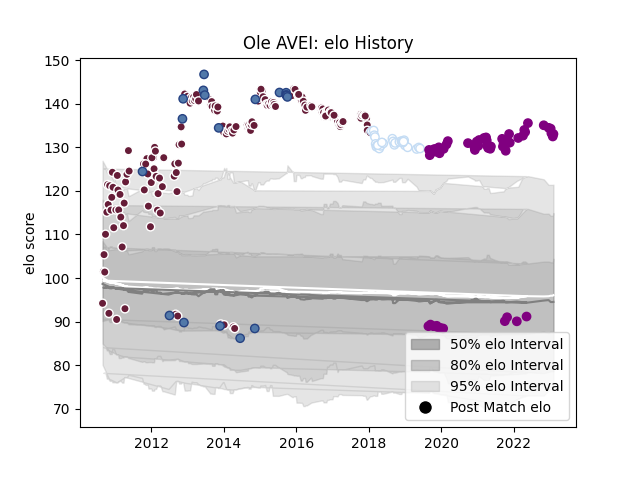 Ole AVEI: elo History
elo score
150
140
130
120
110
100
90
80
70
2012
2014
2016
2018
2020
2022
50% elo Interval
80% elo Interval
95% elo Interval
Post Match elo